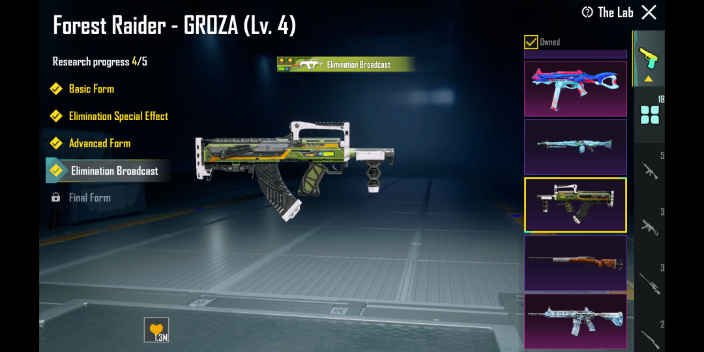 Forest Raider - GROZA (Lv. 4)
The Lab
Research progress 4/5
Elimination Broadcast
Owned
Basic Form
Elimination Special Effect
Advanced Form
Elimination Broadcast
Final Form
18
5
3
3
2
1.3M